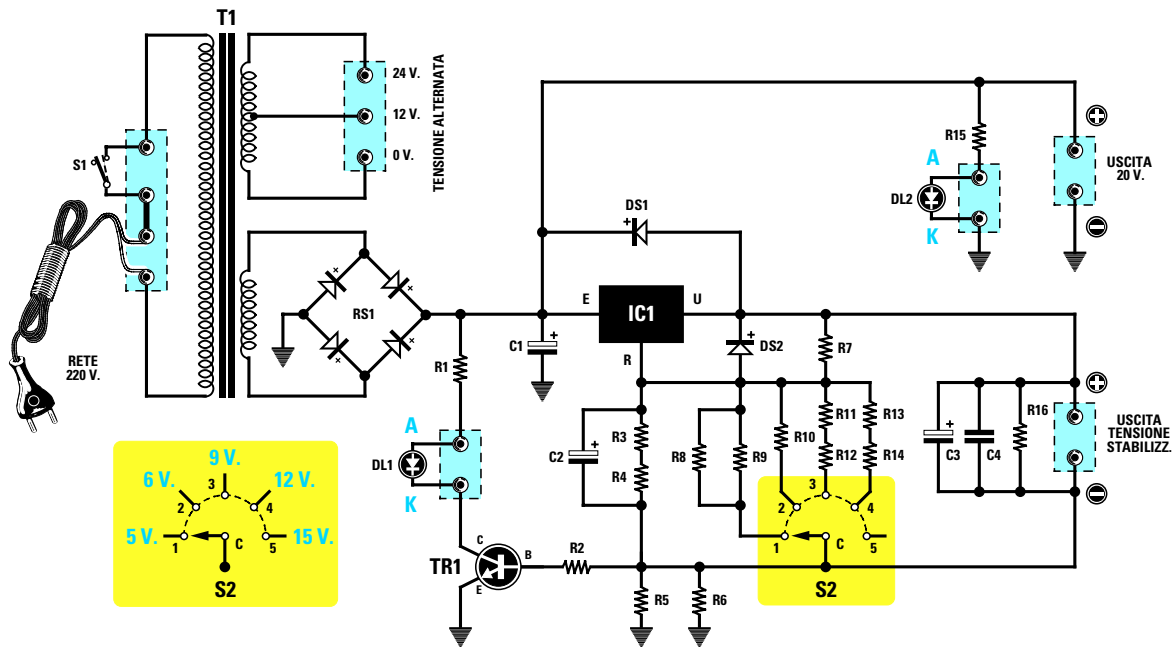 T1
24 V.
12 V.
0 V.
TENSIONE ALTERNATA
S1
RETE
220 V.
RS1
R1
A
DL1
K
C
B
E
TR1
R2
C1
E
U
IC1
R
DS1
DS2
R7
R15
A
DL2
K
USCITA
20 V.
C2
R3
R4
R8
R9
R10
R11
R12
R13
R14
C3
C4
R16
USCITA
TENSIONE
STABILIZZ.
R5
R6
1
2
3
4
5
C
S2
5 V.
6 V.
9 V.
12 V.
15 V.
1
2
3
4
5
C
S2
+
+
+
+
+
+
+
+
+